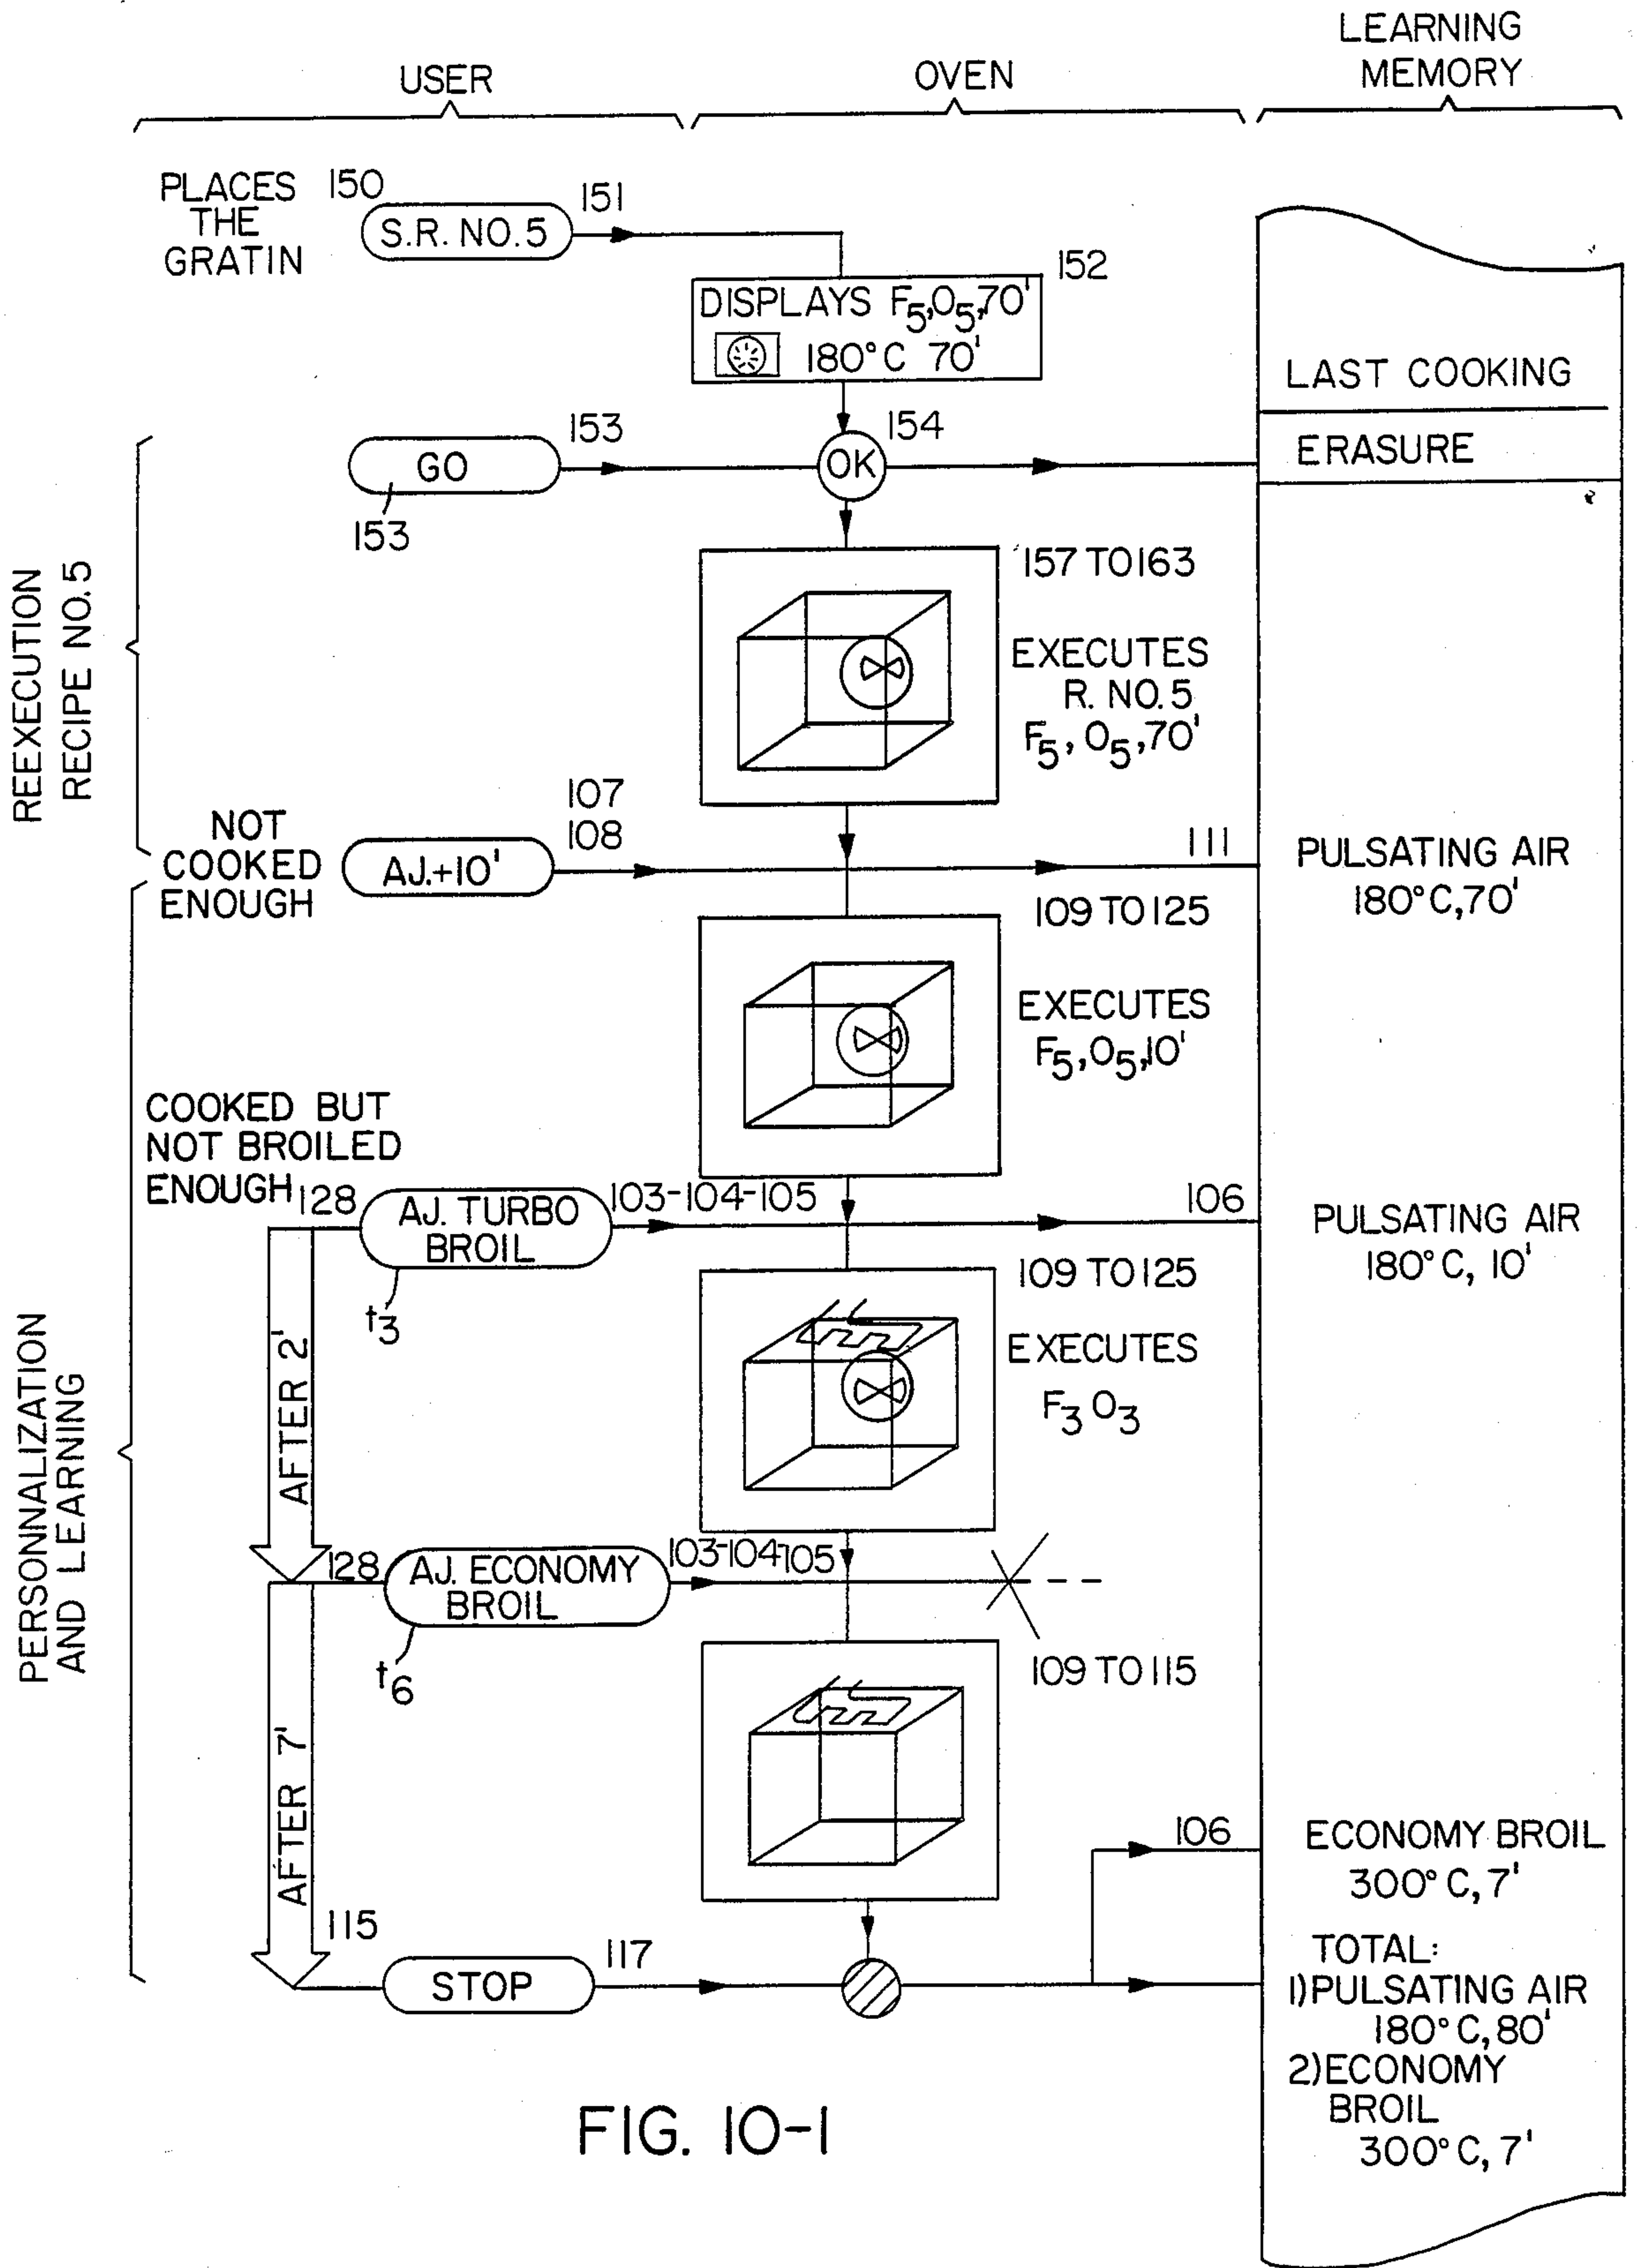 USER
OVEN
LEARNING
MEMORY
PLACES
THE
GRATIN
150
S.R. NO. 5
151
152
DISPLAYS F5,O5,70'
180°C 70'
LAST COOKING
GO
153
153
154
OK
ERASURE
REEXECUTION
RECIPE NO. 5
157 TO 163
EXECUTES
R. NO. 5
F5, O5, 70'
NOT
COOKED
ENOUGH
AJ.+10'
107
108
111
PULSATING AIR
180°C, 70'
109 TO 125
EXECUTES
F5, O5, 10'
COOKED BUT
NOT BROILED
ENOUGH
128
AJ. TURBO
BROIL
t3
103-104-105
106
PULSATING AIR
180°C, 10'
109 TO 125
EXECUTES
F3 O3
PERSONNALIZATION
AND LEARNING
AFTER 2'
128
AJ. ECONOMY
BROIL
t6
103-104-105
109 TO 115
AFTER 7'
115
STOP
117
106
ECONOMY BROIL
300°C, 7'
TOTAL:
1) PULSATING AIR
180°C, 80'
2) ECONOMY
BROIL
300°C, 7'
FIG. 10-1